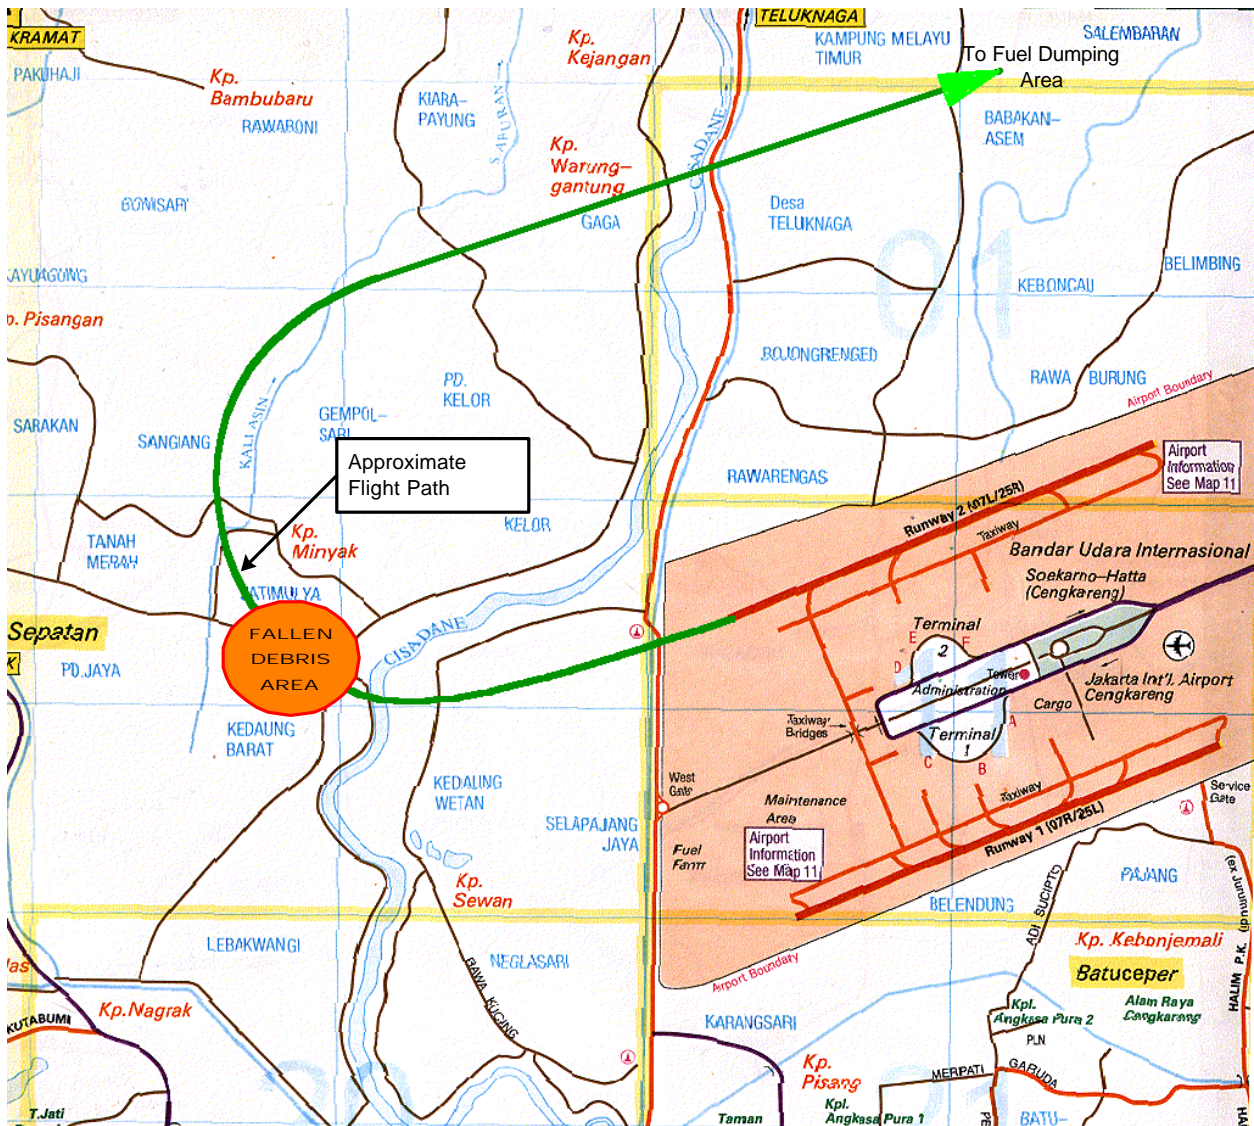 KRAMAT
TELUKNAGA
PAKUHAJI
Kp.
Bambubaru
RAWABONI
Kp.
Kejangan
KAMPUNG MELAYU
TIMUR
SALEMBARAN
To Fuel Dumping
Area
KIARA–
PAYUNG
S ABURAN
CISADANE
BABAKAN–
ASEM
Kp.
Warung–
gantung
GAGA
BONISARY
Desa
TELUKNAGA
01
KAYUAGUNG
Kp. Pisangan
BELIMBING
KEBONCAU
BOJONGRENGED
RAWA BURUNG
Airport Boundary
PD.
KELOR
SARAKAN
SANGIANG
KALI ASIN
GEMPOL–
SARI
Approximate
Flight Path
KELOR
RAWARENGAS
Airport
Information
See Map 11
Runway 2 (07L/25R)
Taxiway
TANAH
MERAH
Kp.
Minyak
JATIMULYA
Bandar Udara Internasional
Soekarno–Hatta
(Cengkareng)
Sepatan
K
PD.JAYA
FALLEN
DEBRIS
AREA
CISADANE
Terminal
2
E
F
D
Tower
Administration
Jakarta Int'l, Airport
Cengkareng
Cargo
Taxiway
Bridges
Terminal
1
A
B
C
KEDAUNG
BARAT
KEDAUNG
WETAN
West
Gate
Maintenance
Area
Taxiway
Service
Gate
SELAPAJANG
JAYA
Fuel
Farm
Airport
Information
See Map 11
Runway 1 (07R/25L)
Kp.
Sewan
ADI SUCIPTO
PAJANG
(ex Jurumudi)
BELENDUNG
LEBAKWANGI
NEGLASARI
RAWA KUCING
Airport Boundary
Kp. Kebonjemali
Batuceper
HALIM P.K.
las
Kp.Nagrak
KUTABUMI
KARANGSARI
Kpl.
Angkasa Pura 2
Alam Raya
Cengkareng
PLN
Kp.
Pisang
MERPATI
GARUDA
T.Jati
Taman
Kpl.
Angkasa Pura 1
BATU–